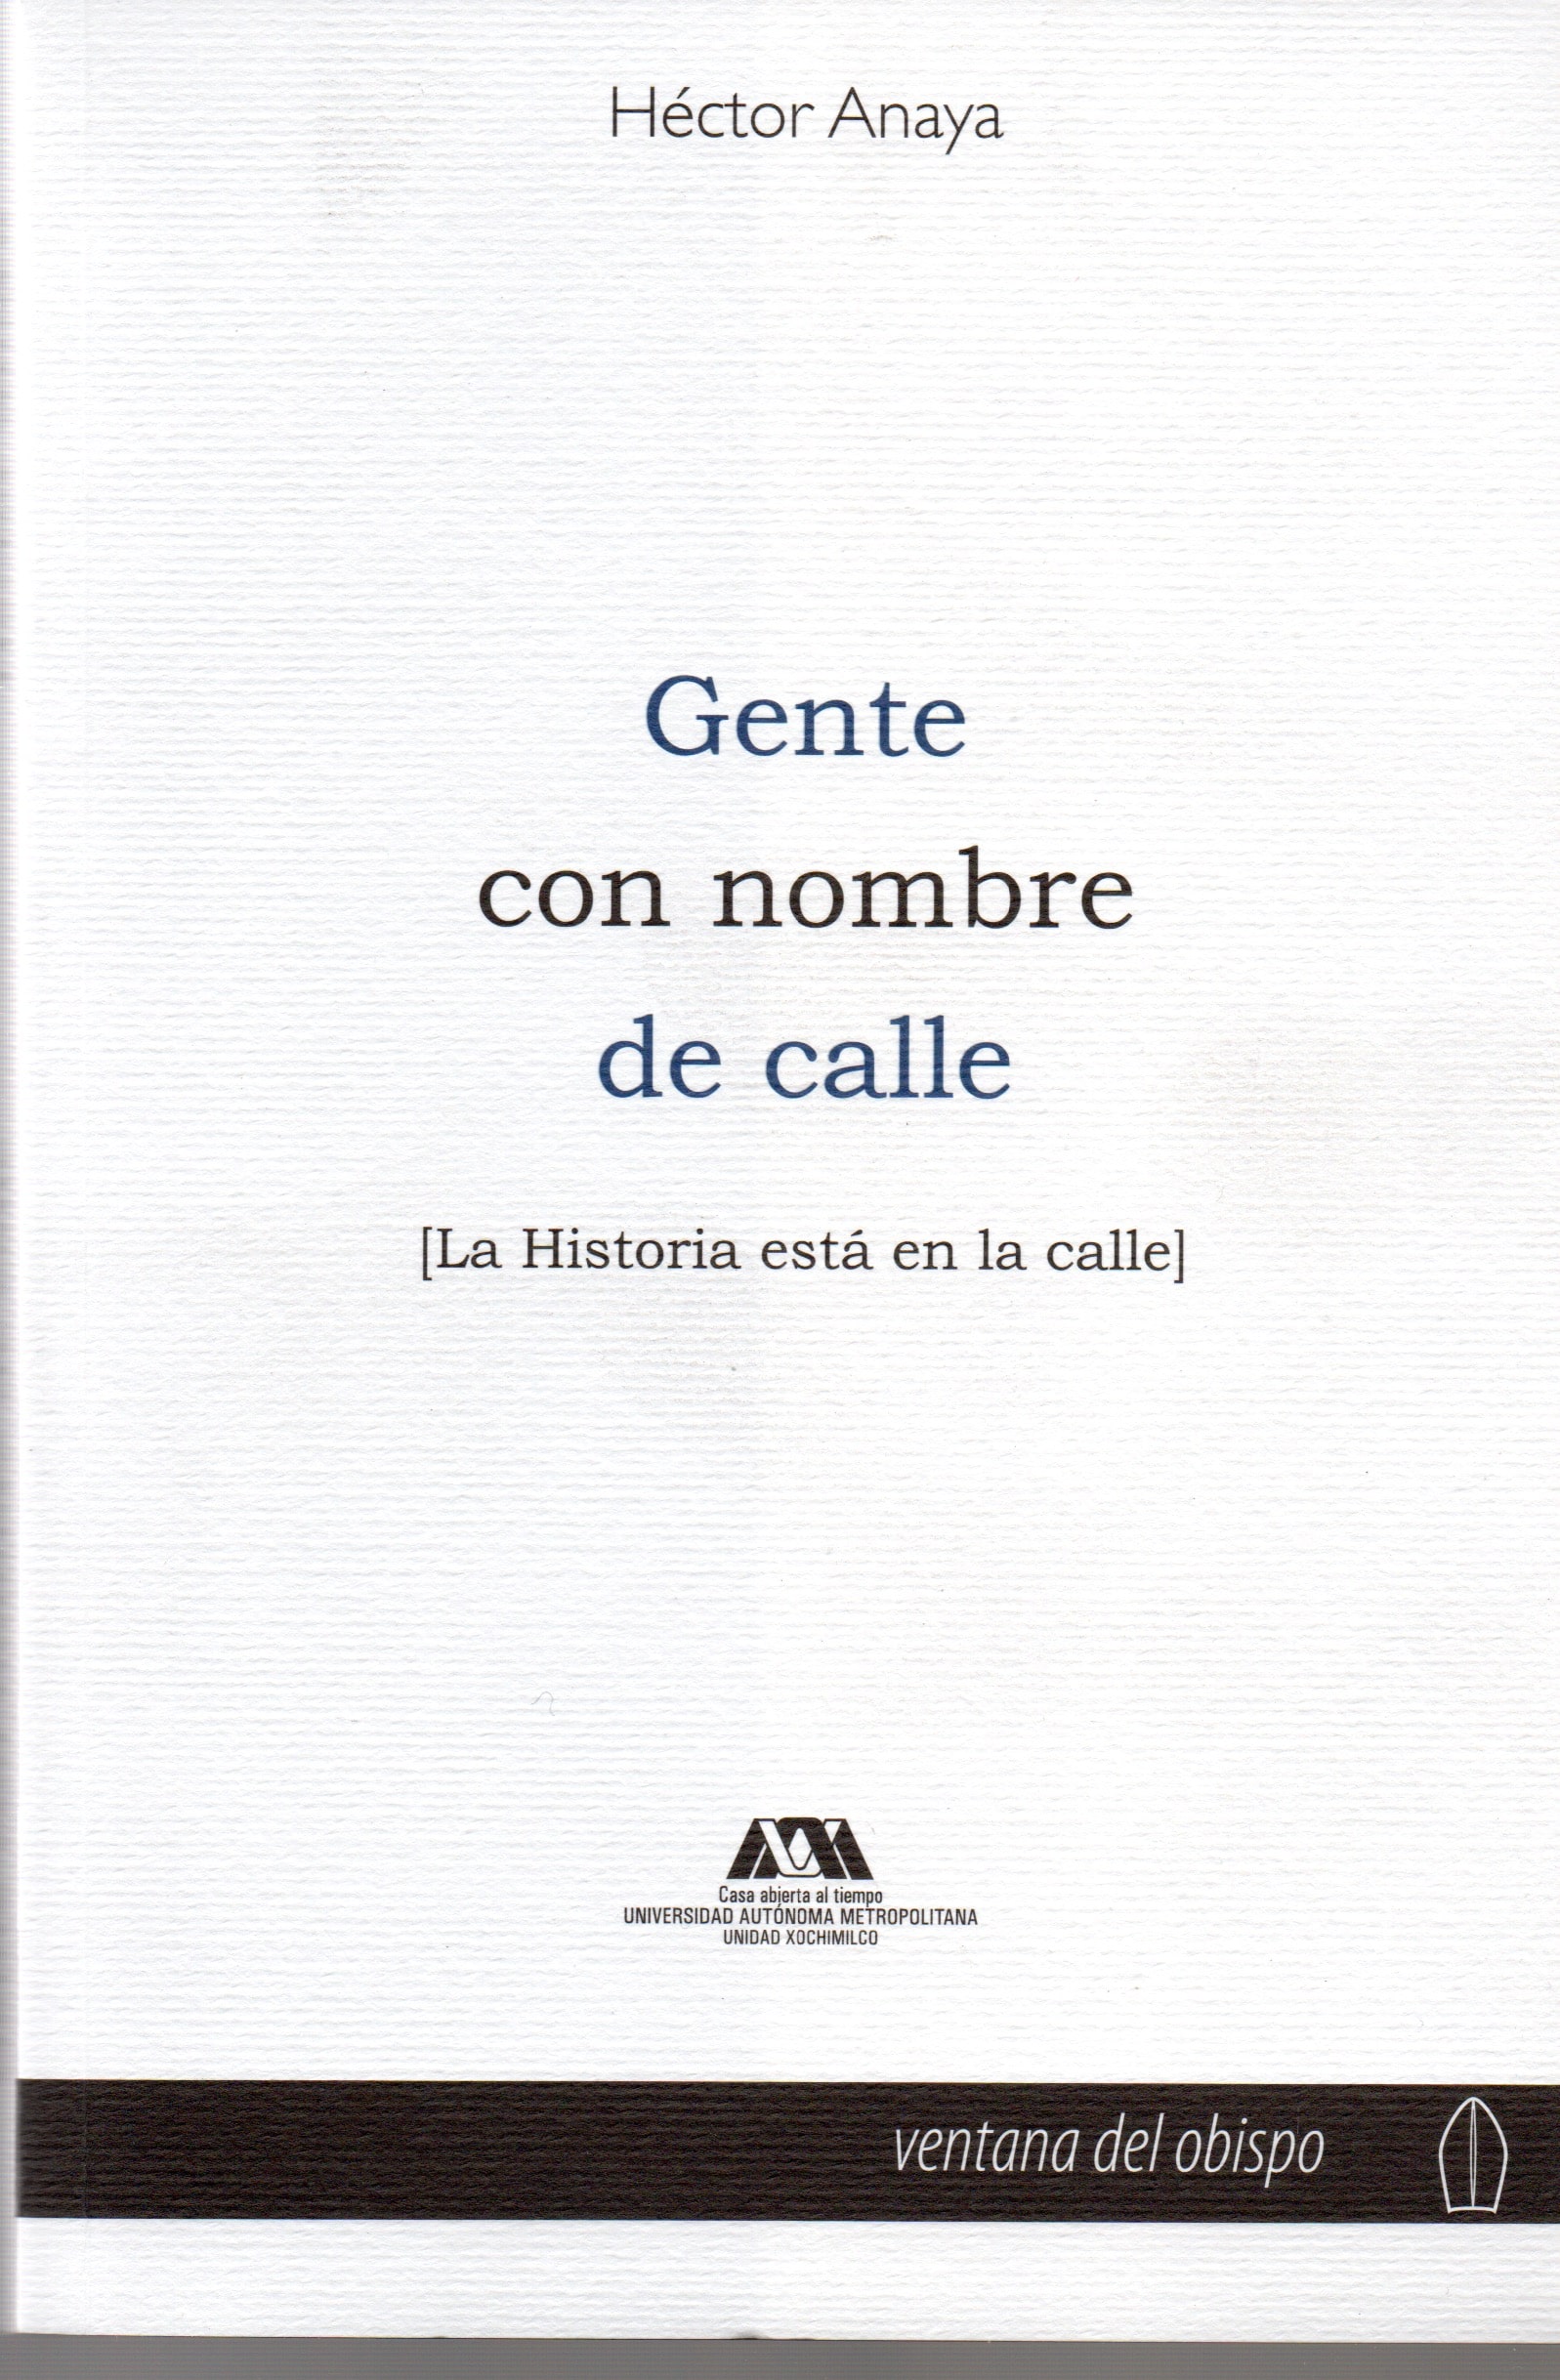 Héctor Anaya
Gente
con nombre
de calle
[La Historia está en la calle]
Casa abierta al tiempo
UNIVERSIDAD AUTÓNOMA METROPOLITANA
UNIDAD XOCHIMILCO
ventana del obispo